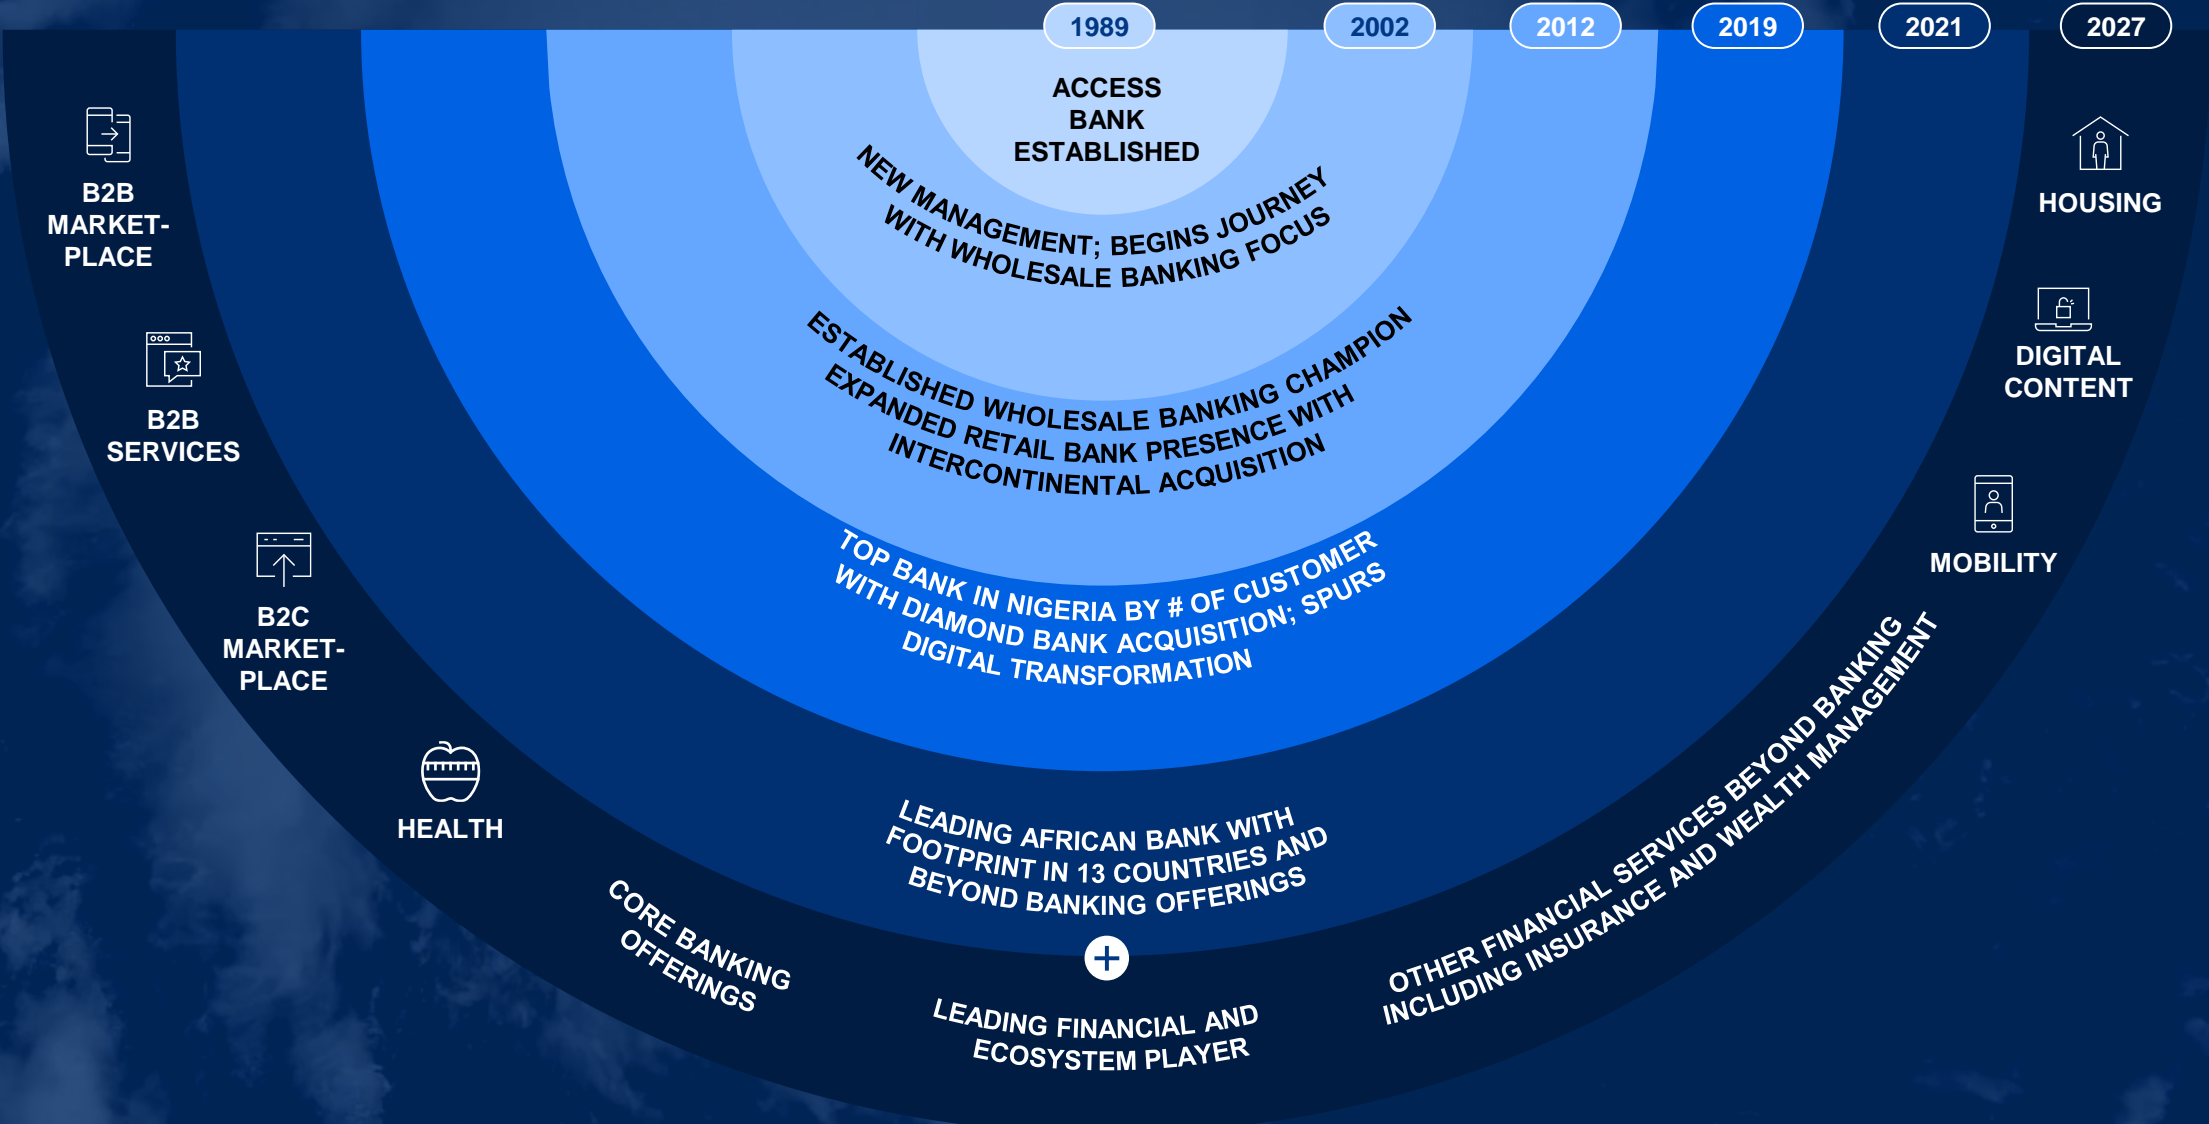 1989
2002
2012
2019
2021
2027
ACCESS
BANK
ESTABLISHED
NEW MANAGEMENT; BEGINS JOURNEY
WITH WHOLESALE BANKING FOCUS
ESTABLISHED WHOLESALE BANKING CHAMPION
EXPANDED RETAIL BANK PRESENCE WITH
INTERCONTINENTAL ACQUISITION
TOP BANK IN NIGERIA BY # OF CUSTOMER
WITH DIAMOND BANK ACQUISITION; SPURS
DIGITAL TRANSFORMATION
LEADING AFRICAN BANK WITH
FOOTPRINT IN 13 COUNTRIES AND
BEYOND BANKING OFFERINGS
+
LEADING FINANCIAL AND
ECOSYSTEM PLAYER
B2B
MARKET-
PLACE
B2B
SERVICES
B2C
MARKET-
PLACE
HEALTH
CORE BANKING
OFFERINGS
OTHER FINANCIAL SERVICES BEYOND BANKING
INCLUDING INSURANCE AND WEALTH MANAGEMENT
MOBILITY
DIGITAL
CONTENT
HOUSING